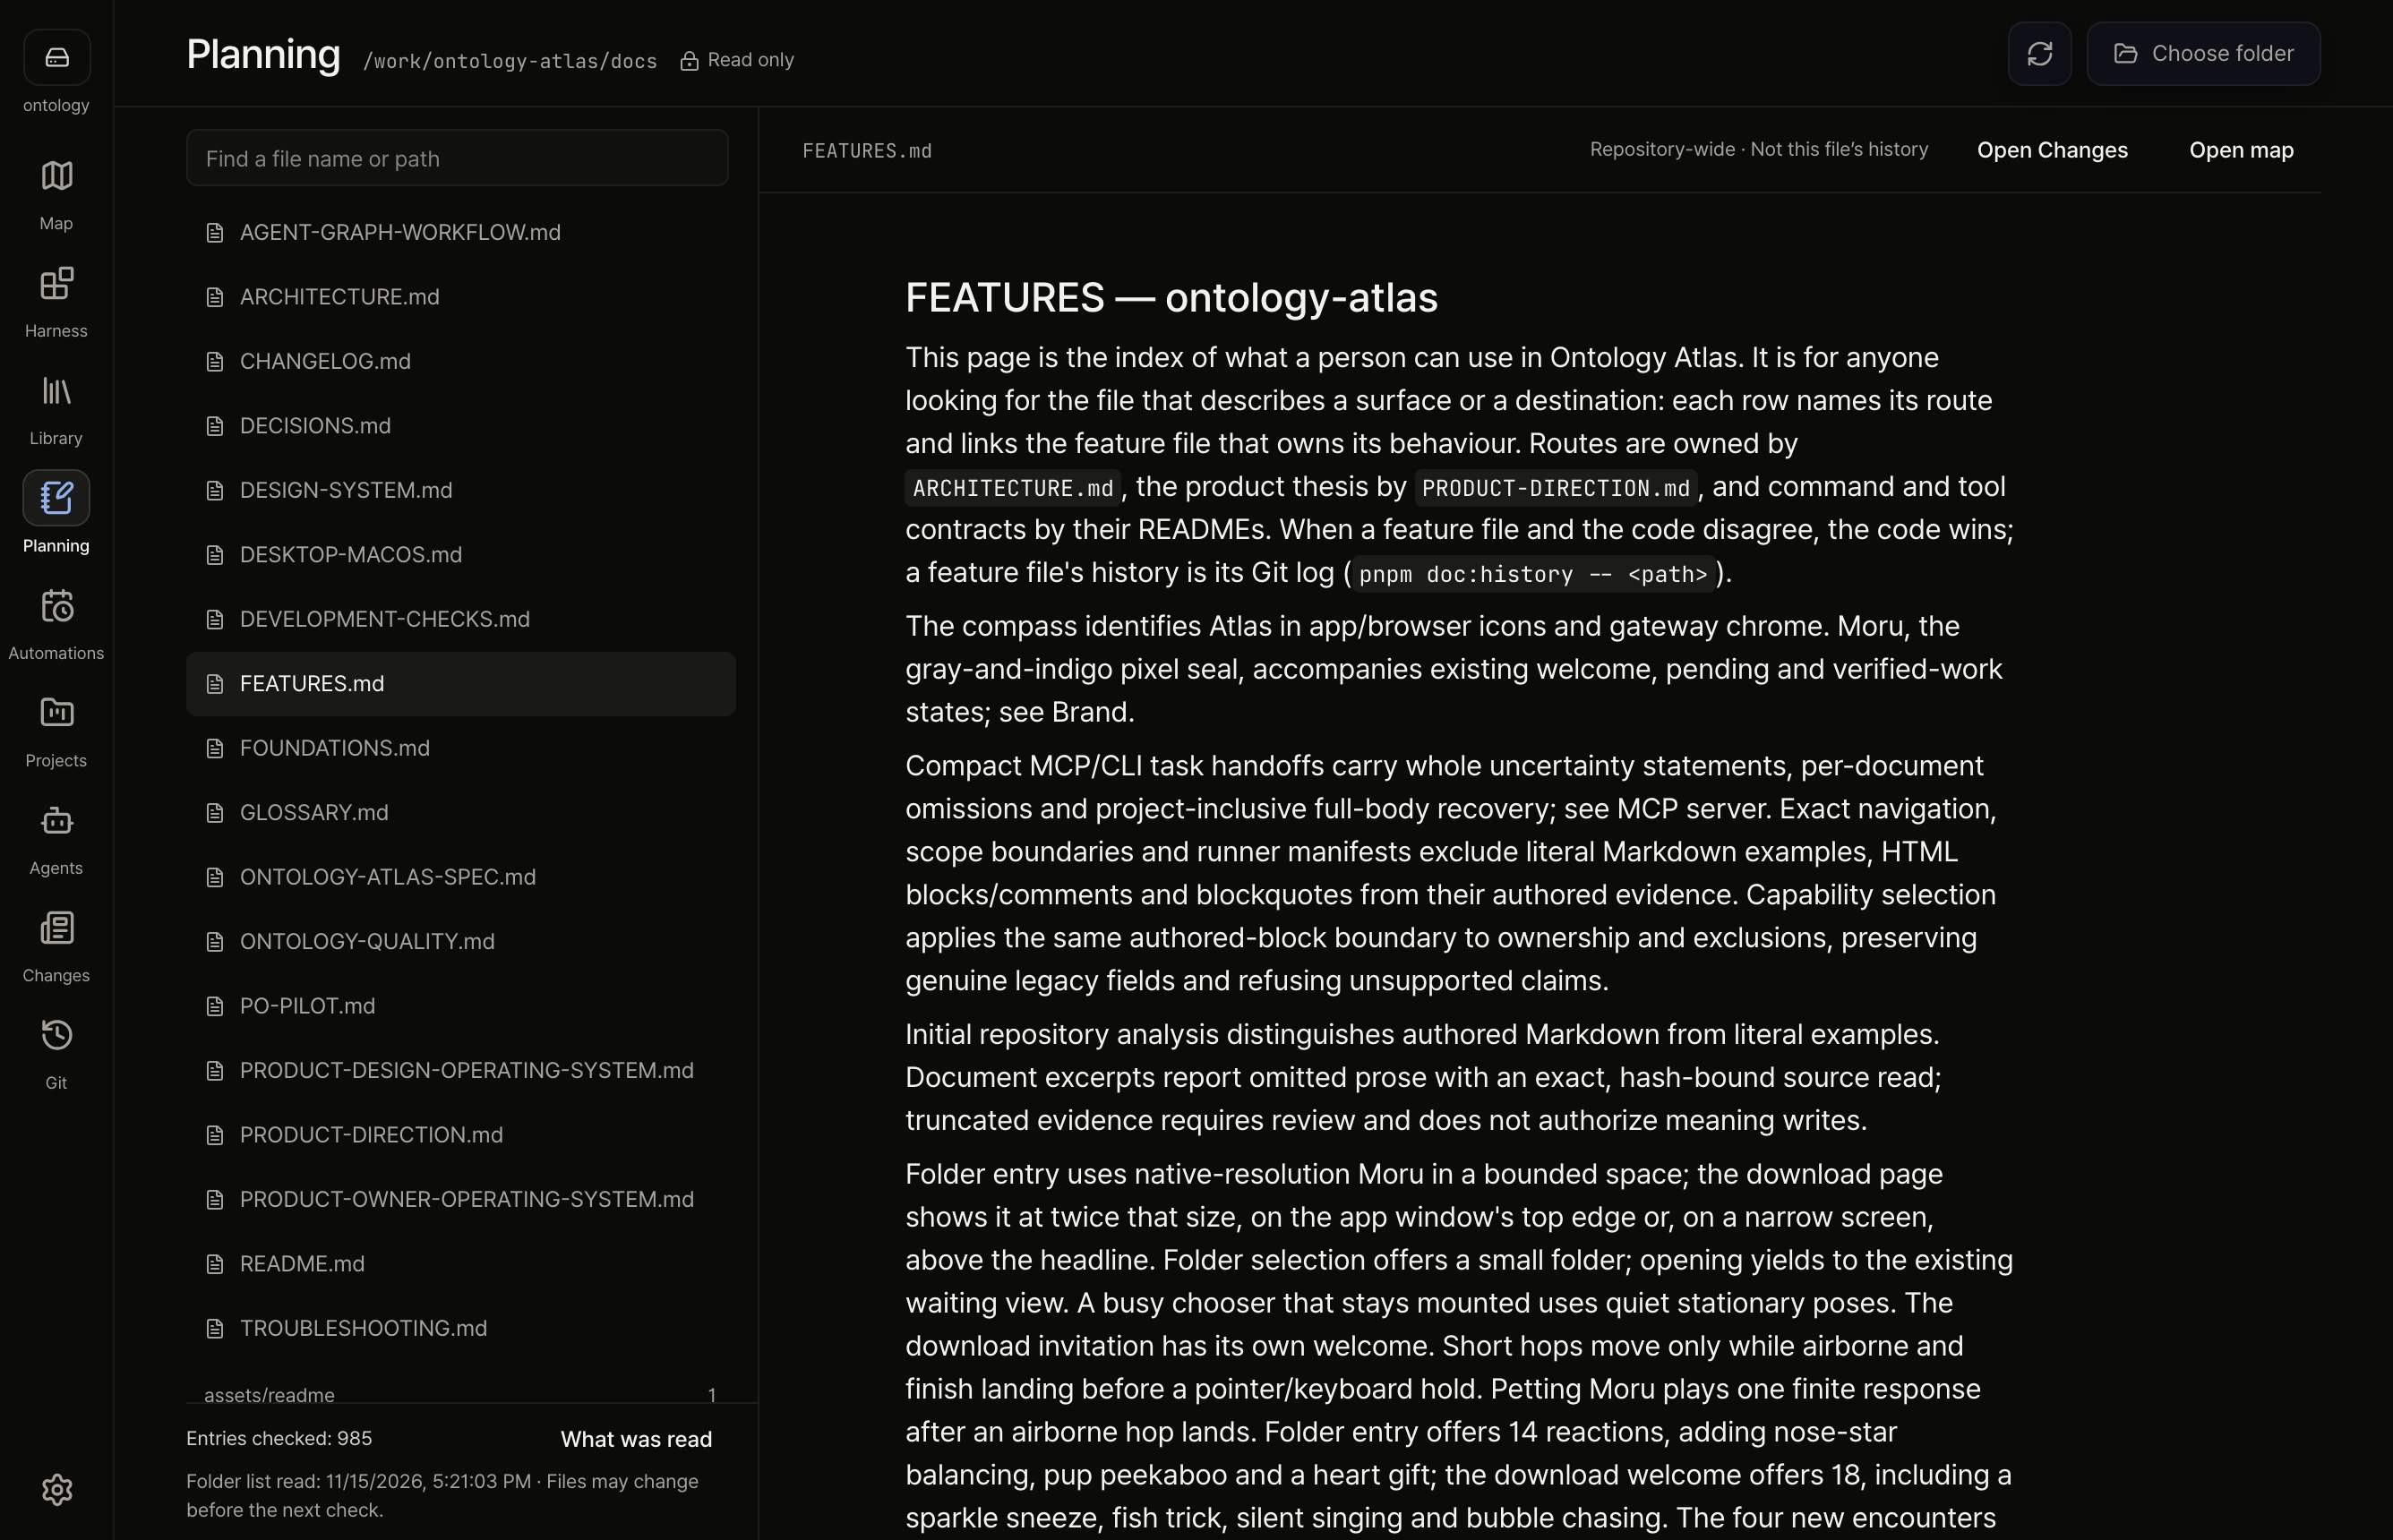 ontology
Map
Harness
Library
Planning
Automations
Projects
Agents
Changes
Git
Planning
/work/ontology-atlas/docs
Read only
Choose folder
Find a file name or path
AGENT-GRAPH-WORKFLOW.md
ARCHITECTURE.md
CHANGELOG.md
DECISIONS.md
DESIGN-SYSTEM.md
DESKTOP-MACOS.md
DEVELOPMENT-CHECKS.md
FEATURES.md
FOUNDATIONS.md
GLOSSARY.md
ONTOLOGY-ATLAS-SPEC.md
ONTOLOGY-QUALITY.md
PO-PILOT.md
PRODUCT-DESIGN-OPERATING-SYSTEM.md
PRODUCT-DIRECTION.md
PRODUCT-OWNER-OPERATING-SYSTEM.md
README.md
TROUBLESHOOTING.md
assets/readme 1
Entries checked: 985
What was read
Folder list read: 11/15/2026, 5:21:03 PM · Files may change
before the next check.
FEATURES.md
Repository-wide · Not this file’s history
Open Changes
Open map
FEATURES — ontology-atlas
This page is the index of what a person can use in Ontology Atlas. It is for anyone
looking for the file that describes a surface or a destination: each row names its route
and links the feature file that owns its behaviour. Routes are owned by
ARCHITECTURE.md, the product thesis by PRODUCT-DIRECTION.md, and command and tool
contracts by their READMEs. When a feature file and the code disagree, the code wins;
a feature file's history is its Git log (pnpm doc:history -- <path>).
The compass identifies Atlas in app/browser icons and gateway chrome. Moru, the
gray-and-indigo pixel seal, accompanies existing welcome, pending and verified-work
states; see Brand.
Compact MCP/CLI task handoffs carry whole uncertainty statements, per-document
omissions and project-inclusive full-body recovery; see MCP server. Exact navigation,
scope boundaries and runner manifests exclude literal Markdown examples, HTML
blocks/comments and blockquotes from their authored evidence. Capability selection
applies the same authored-block boundary to ownership and exclusions, preserving
genuine legacy fields and refusing unsupported claims.
Initial repository analysis distinguishes authored Markdown from literal examples.
Document excerpts report omitted prose with an exact, hash-bound source read;
truncated evidence requires review and does not authorize meaning writes.
Folder entry uses native-resolution Moru in a bounded space; the download page
shows it at twice that size, on the app window's top edge or, on a narrow screen,
above the headline. Folder selection offers a small folder; opening yields to the existing
waiting view. A busy chooser that stays mounted uses quiet stationary poses. The
download invitation has its own welcome. Short hops move only while airborne and
finish landing before a pointer/keyboard hold. Petting Moru plays one finite response
after an airborne hop lands. Folder entry offers 14 reactions, adding nose-star
balancing, pup peekaboo and a heart gift; the download welcome offers 18, including a
sparkle sneeze, fish trick, silent singing and bubble chasing. The four new encounters